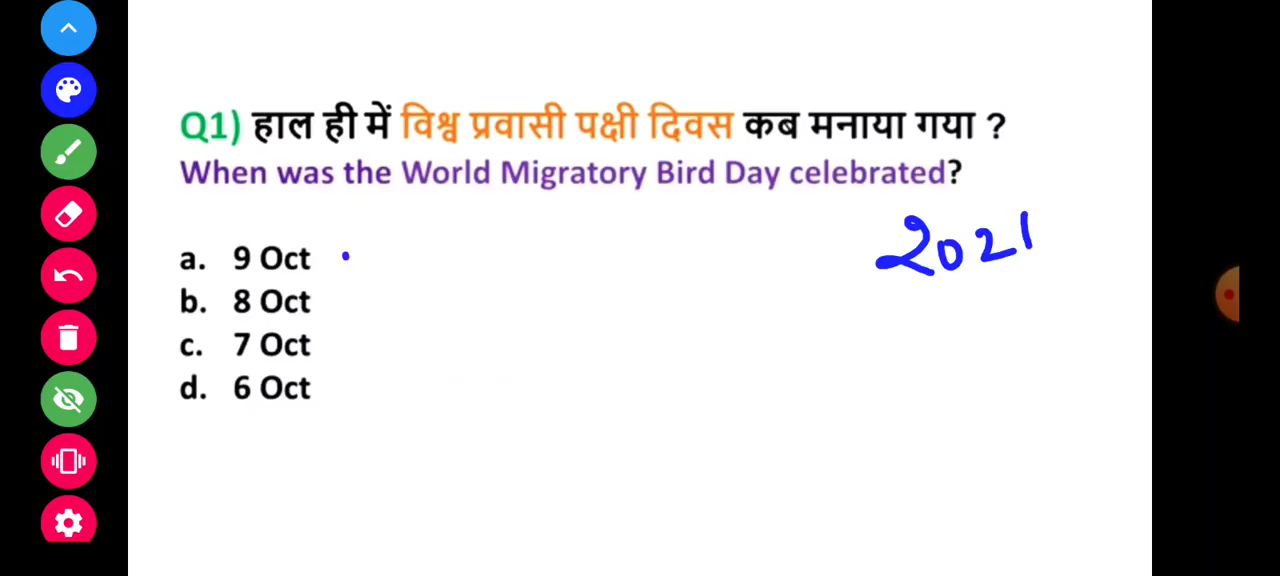 Q1) हाल ही में विश्व प्रवासी पक्षी दिवस कब मनाया गया ?
When was the World Migratory Bird Day celebrated?
2021
a. 9 Oct
b. 8 Oct
c. 7 Oct
d. 6 Oct